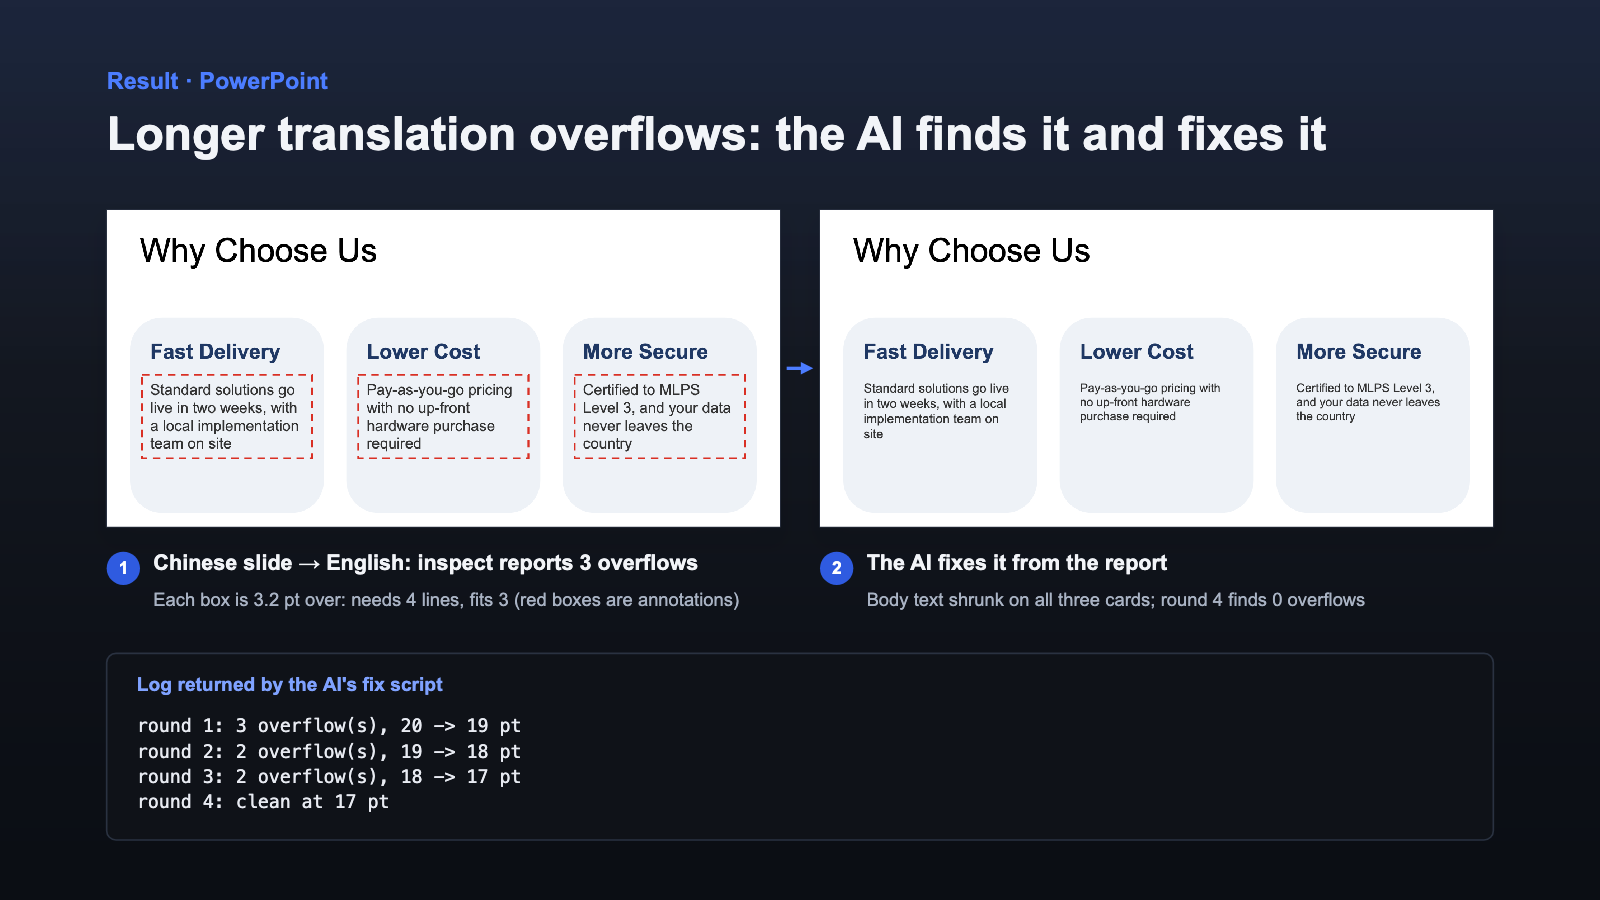 Result · PowerPoint
Longer translation overflows: the AI finds it and fixes it
Why Choose Us
Fast Delivery
Standard solutions go
live in two weeks, with
a local implementation
team on site
Lower Cost
Pay-as-you-go pricing
with no up-front
hardware purchase
required
More Secure
Certified to MLPS
Level 3, and your data
never leaves the
country
Why Choose Us
Fast Delivery
Standard solutions go live
in two weeks, with a local
implementation team on
site
Lower Cost
Pay-as-you-go pricing with
no up-front hardware
purchase required
More Secure
Certified to MLPS Level 3,
and your data never leaves
the country
1
Chinese slide → English: inspect reports 3 overflows
Each box is 3.2 pt over: needs 4 lines, fits 3 (red boxes are annotations)
2
The AI fixes it from the report
Body text shrunk on all three cards; round 4 finds 0 overflows
Log returned by the AI's fix script
round 1: 3 overflow(s), 20 -> 19 pt
round 2: 2 overflow(s), 19 -> 18 pt
round 3: 2 overflow(s), 18 -> 17 pt
round 4: clean at 17 pt